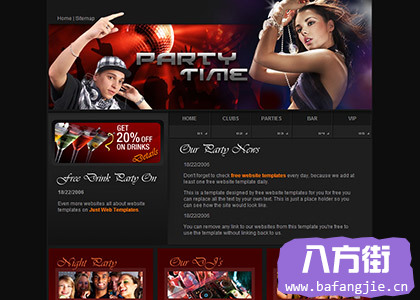 Home | Sitemap
PARTY
TIME
GET
20% OFF
ON DRINKS
Details
HOME
CLUBS
PARTIES
BAR
VIP
Free Drink Party On
18/22/2006
Even more websites all about website
templates on Just Web Templates.
Our Party News
18/22/2006
Don't forget to check free website templates every day, because we add
at least one free website template daily.
This is a template designed by free website templates for you for free you
can replace all the text by your own text. This is just a place holder so you
can see how the site would look like.
18/22/2006
You can remove any link to our websites from this template you're free to
use the template without linking back to us.
Night Party
Our DJ's
八方街
www.bafangjie.cn